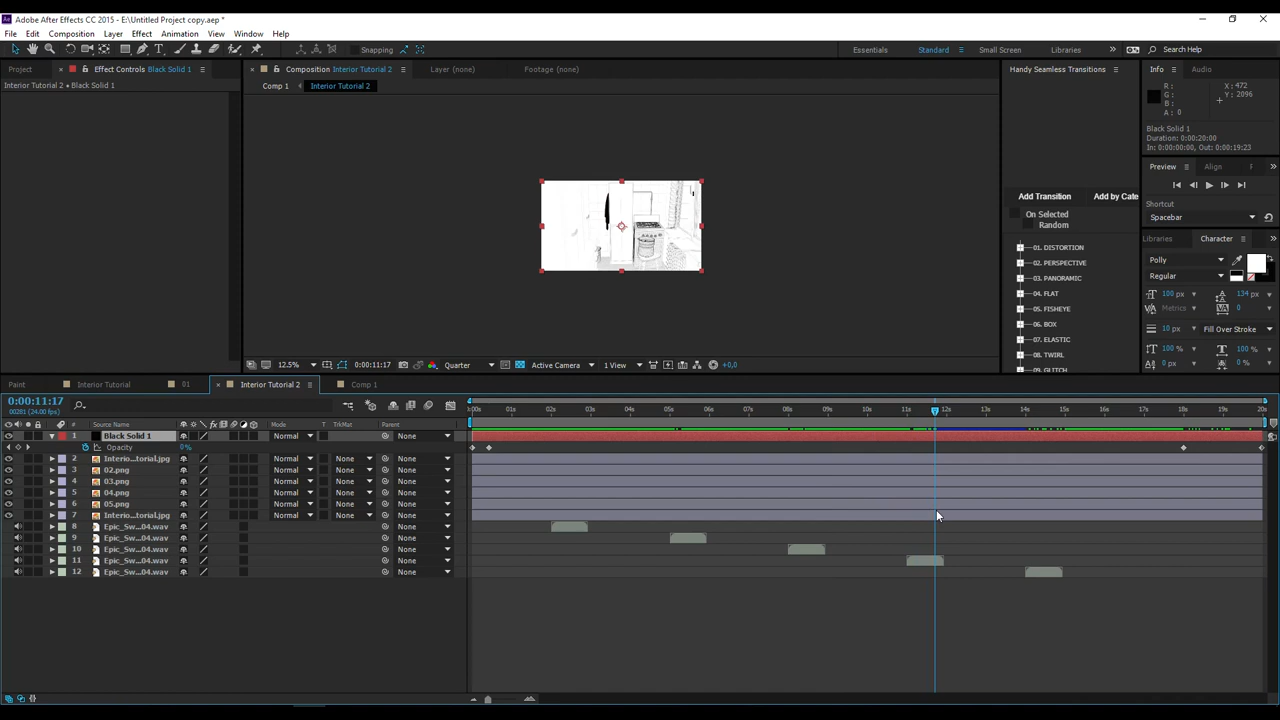 Adobe After Effects CC 2015 - E:\Untitled Project copy.aep *
File Edit Composition Layer Effect Animation View Window Help
Snapping Essentials Standard Small Screen Libraries Search Help
Project Effect Controls Black Solid 1 Composition Interior Tutorial 2 Layer (none) Footage (none) Handy Seamless Transitions Info Audio
Interior Tutorial 2 • Black Solid 1 Comp 1 Interior Tutorial 2
R: X: 472
G: Y: 2096
B:
A: 0
Black Solid 1
Duration: 0:00:20:00
In: 0:00:00:00, Out: 0:00:19:23
Preview Align F
Add Transition Add by Cate
Shortcut
On Selected
Random
Spacebar
Libraries Character
01. DISTORTION
02. PERSPECTIVE
03. PANORAMIC
04. FLAT
05. FISHEYE
06. BOX
07. ELASTIC
08. TWIRL
09. GLITCH
Polly
Regular
100 px 134 px
Metrics 0
10 px Fill Over Stroke
100 % 100 %
0 px 0 %
12.5% 0:00:11:17 Quarter Active Camera 1 View +0,0
Paint Interior Tutorial 01 Interior Tutorial 2 Comp 1
0:00:11:17
00281 (24.00 fps)
# Source Name Mode T TrkMat Parent
:00s 01s 02s 03s 04s 05s 06s 07s 08s 09s 10s 11s 12s 13s 14s 15s 16s 17s 18s 19s 20s
1 Black Solid 1 Normal None
Opacity 0%
2 Interio...torial.jpg Normal None None
3 02.png Normal None None
4 03.png Normal None None
5 04.png Normal None None
6 05.png Normal None None
7 Interio...torial.jpg Normal None None
8 Epic_Sw...04.wav None
9 Epic_Sw...04.wav None
10 Epic_Sw...04.wav None
11 Epic_Sw...04.wav None
12 Epic_Sw...04.wav None